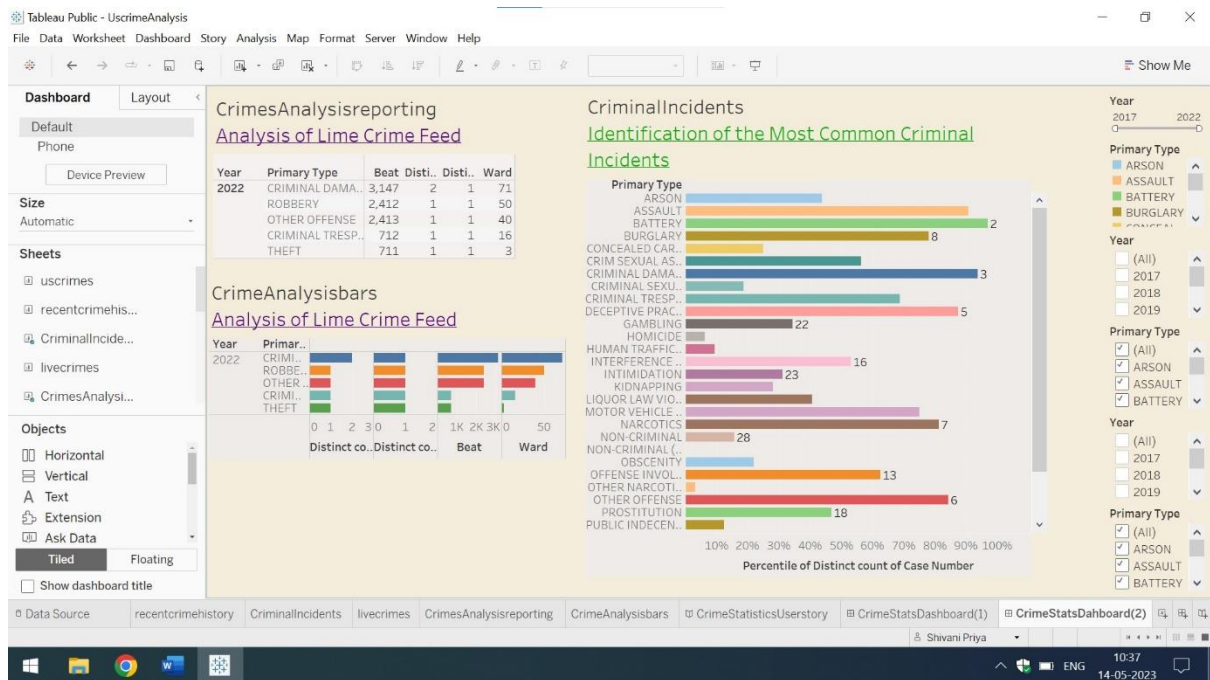 Tableau Public - UscrimeAnalysis
File Data Worksheet Dashboard Story Analysis Map Format Server Window Help
Show Me
Dashboard Layout
Default
Phone
Device Preview
Size
Automatic
Sheets
uscrimes
recentcrimehis...
CriminalIncide...
livecrimes
CrimesAnalysi...
Objects
Horizontal
Vertical
Text
Extension
Ask Data
Tiled Floating
Show dashboard title
CrimesAnalysisreporting
Analysis of Lime Crime Feed
Year Primary Type Beat Disti.. Disti.. Ward
2022 CRIMINAL DAMA.. 3,147 2 1 71
ROBBERY 2,412 1 1 50
OTHER OFFENSE 2,413 1 1 40
CRIMINAL TRESP.. 712 1 1 16
THEFT 711 1 1 3
CrimeAnalysisbars
Analysis of Lime Crime Feed
Year Primar..
2022 CRIMI..
ROBBE..
OTHER ..
CRIMI..
THEFT
0 1 2 3 0 1 2 1K 2K 3K 0 50
Distinct co.. Distinct co.. Beat Ward
CriminalIncidents
Identification of the Most Common Criminal
Incidents
Primary Type
ARSON
ASSAULT
BATTERY 2
BURGLARY 8
CONCEALED CAR..
CRIM SEXUAL AS..
CRIMINAL DAMA.. 3
CRIMINAL SEXU..
CRIMINAL TRESP..
DECEPTIVE PRAC.. 5
GAMBLING 22
HOMICIDE
HUMAN TRAFFIC..
INTERFERENCE .. 16
INTIMIDATION 23
KIDNAPPING
LIQUOR LAW VIO..
MOTOR VEHICLE ..
NARCOTICS 7
NON-CRIMINAL 28
NON-CRIMINAL (..
OBSCENITY
OFFENSE INVOL.. 13
OTHER NARCOTI..
OTHER OFFENSE 6
PROSTITUTION 18
PUBLIC INDECEN..
10% 20% 30% 40% 50% 60% 70% 80% 90% 100%
Percentile of Distinct count of Case Number
Year
2017 2022
Primary Type
ARSON
ASSAULT
BATTERY
BURGLARY
Year
(All)
2017
2018
2019
Primary Type
(All)
ARSON
ASSAULT
BATTERY
Year
(All)
2017
2018
2019
Primary Type
(All)
ARSON
ASSAULT
BATTERY
Data Source recentcrimehistory CriminalIncidents livecrimes CrimesAnalysisreporting CrimeAnalysisbars CrimeStatisticsUserstory CrimeStatsDashboard(1) CrimeStatsDahboard(2)
Shivani Priya
ENG
10:37
14-05-2023